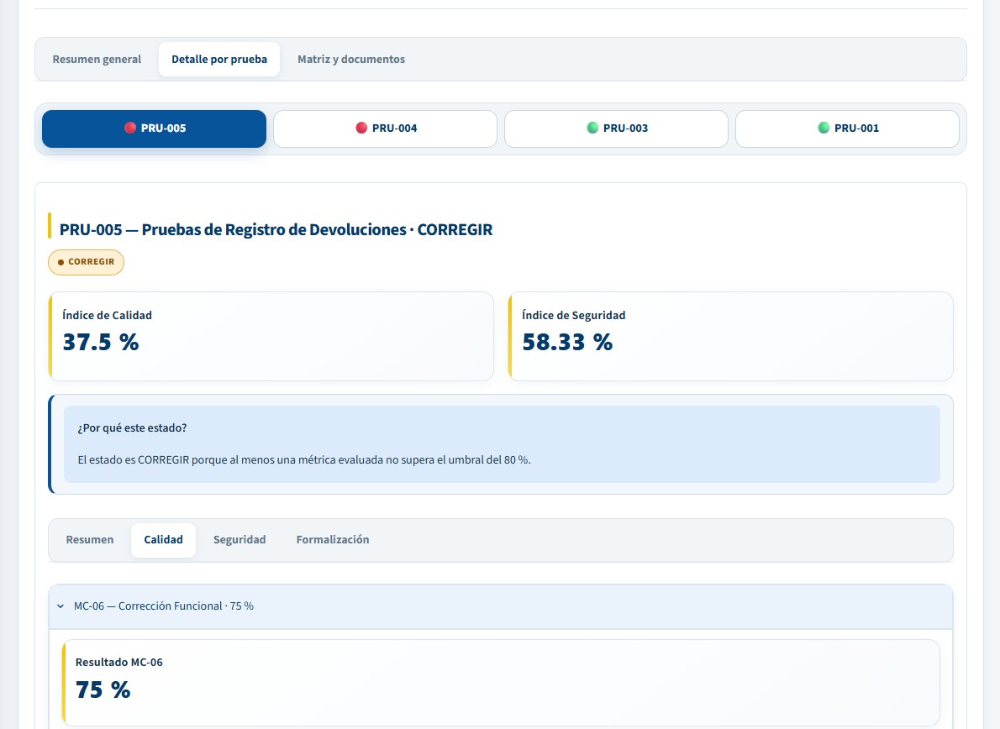 Resumen general Detalle por prueba Matriz y documentos
PRU-005 PRU-004 PRU-003 PRU-001
PRU-005 — Pruebas de Registro de Devoluciones · CORREGIR
CORREGIR
Índice de Calidad
37.5 %
Índice de Seguridad
58.33 %
¿Por qué este estado?
El estado es CORREGIR porque al menos una métrica evaluada no supera el umbral del 80 %.
Resumen Calidad Seguridad Formalización
MC-06 — Corrección Funcional · 75 %
Resultado MC-06
75 %